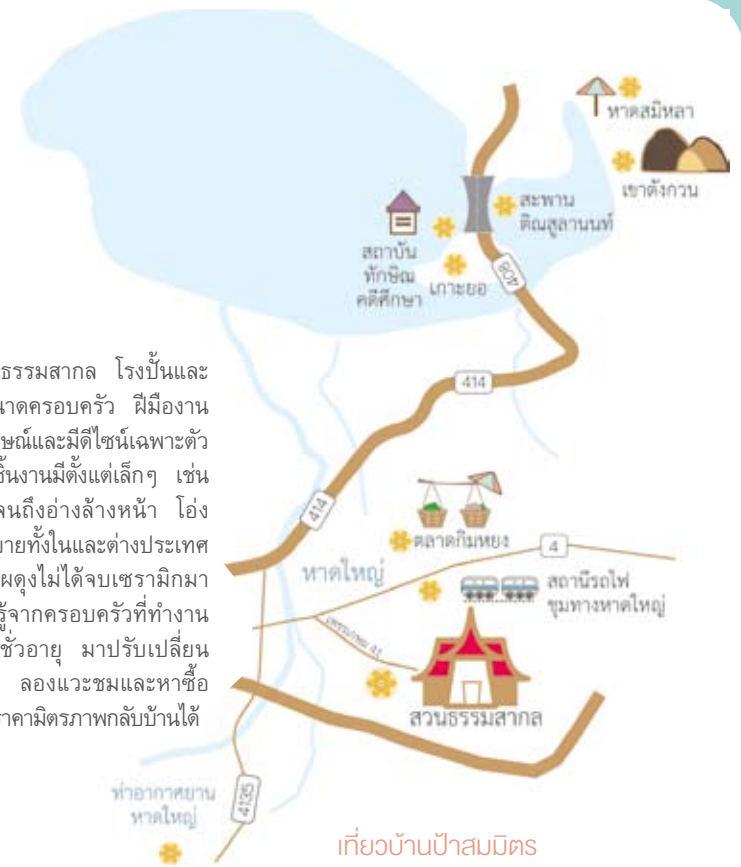 หาดสมิหลา
เขาตังกวน
สะพาน
ติณสูลานนท์
สถาบัน
ทักษิณ
คดีศึกษา
เกาะยอ
408
414
414
ธรรมสากล โรงปั้นและ
นาดครอบครัว ฝีมืองาน
ษณ์และมีดีไซน์เฉพาะตัว
ชิ้นงานมีตั้งแต่เล็กๆ เช่น
จนถึงอ่างล้างหน้า โอ่ง
ขายทั้งในและต่างประเทศ
ผดุงไม่ได้จบเซรามิกมา
รู้จากครอบครัวที่ทำงาน
ชั่วอายุ มาปรับเปลี่ยน
ลองแวะชมและหาซื้อ
ราคามิตรภาพกลับบ้านได้
ตลาดกิมหยง
4
หาดใหญ่
สถานีรถไฟ
ชุมทางหาดใหญ่
เพชรเกษม 41
สวนธรรมสากล
4135
ท่าอากาศยาน
หาดใหญ่
เที่ยวบ้านป้าสมมิตร